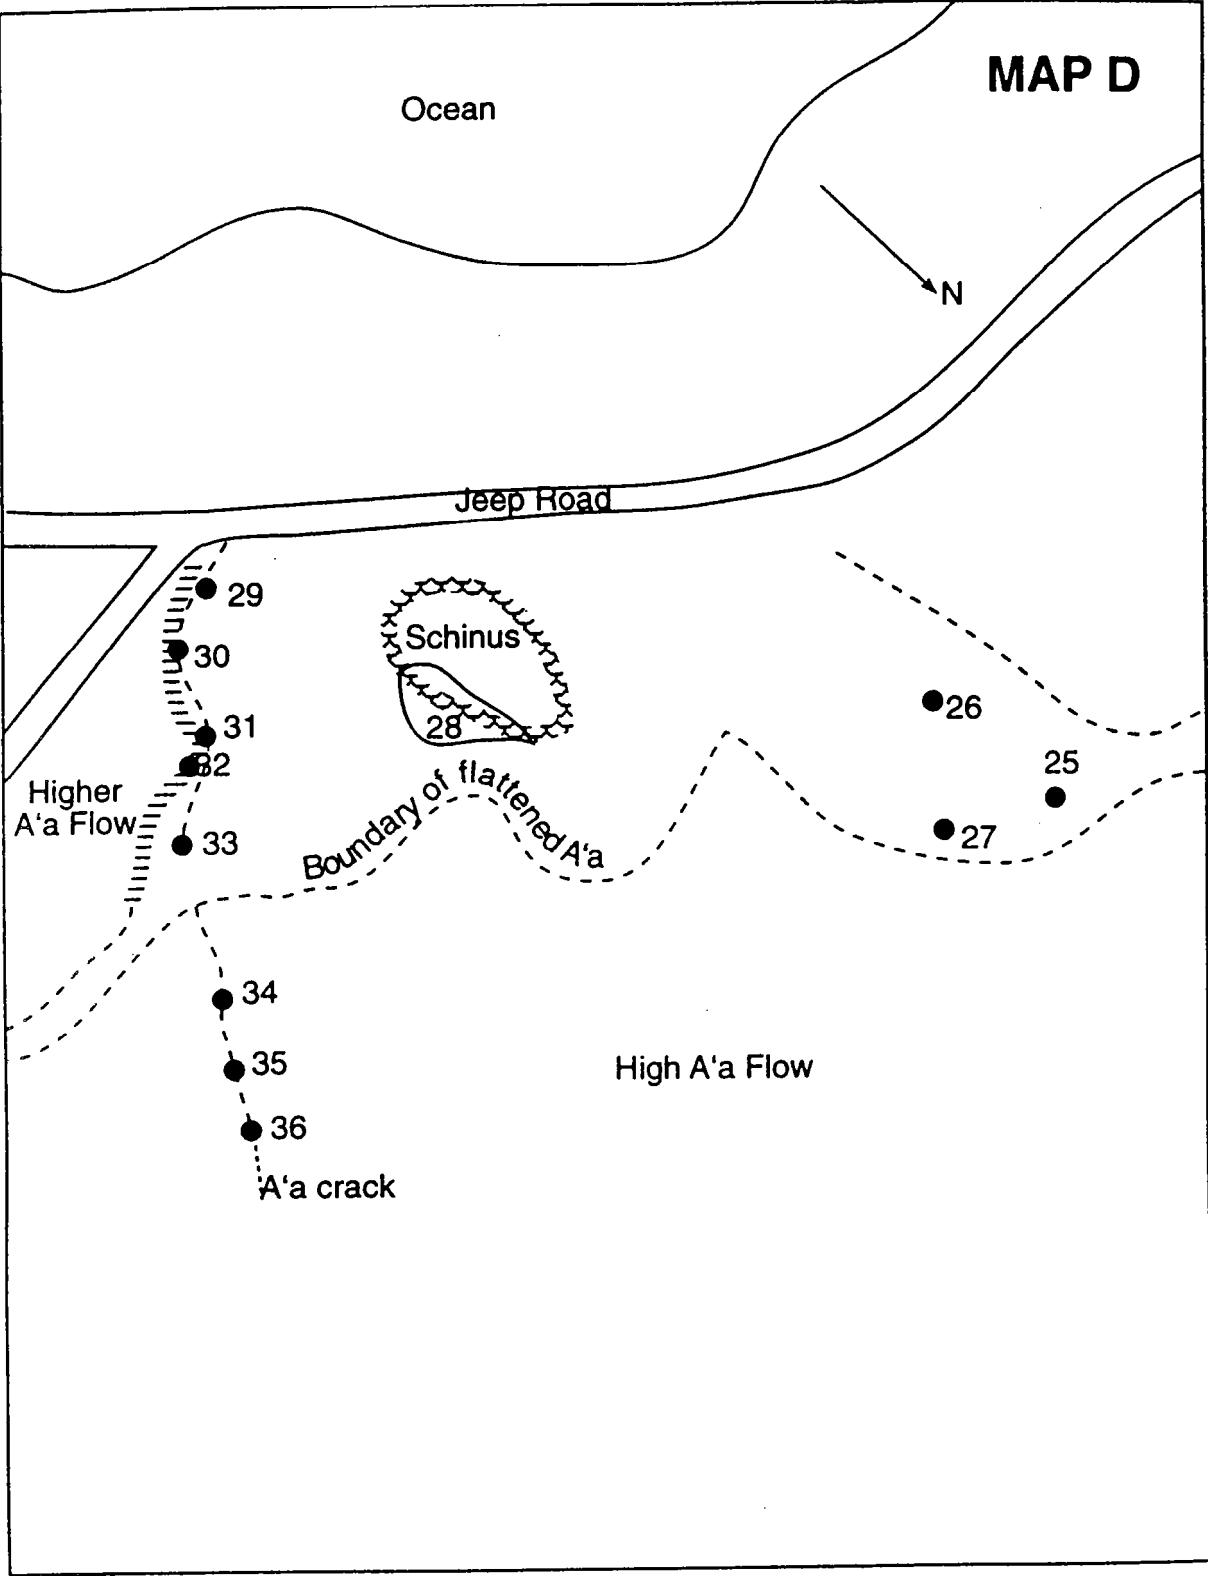 MAP D
Ocean
N
Jeep Road
29
Schinus
30
26
31
28
25
32
Higher
A'a Flow
Boundary of flattened A'a
27
33
34
35
High A'a Flow
36
A'a crack